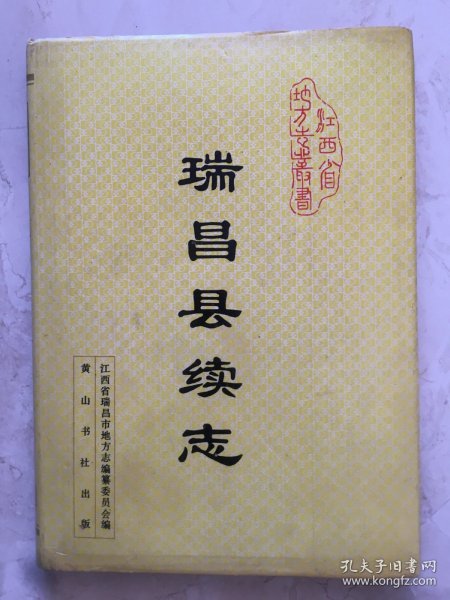 江西省
地方志丛書
瑞昌县续志
江西省瑞昌市地方志编纂委员会编
黄山书社出版
孔夫子旧书网
www.kongfz.com